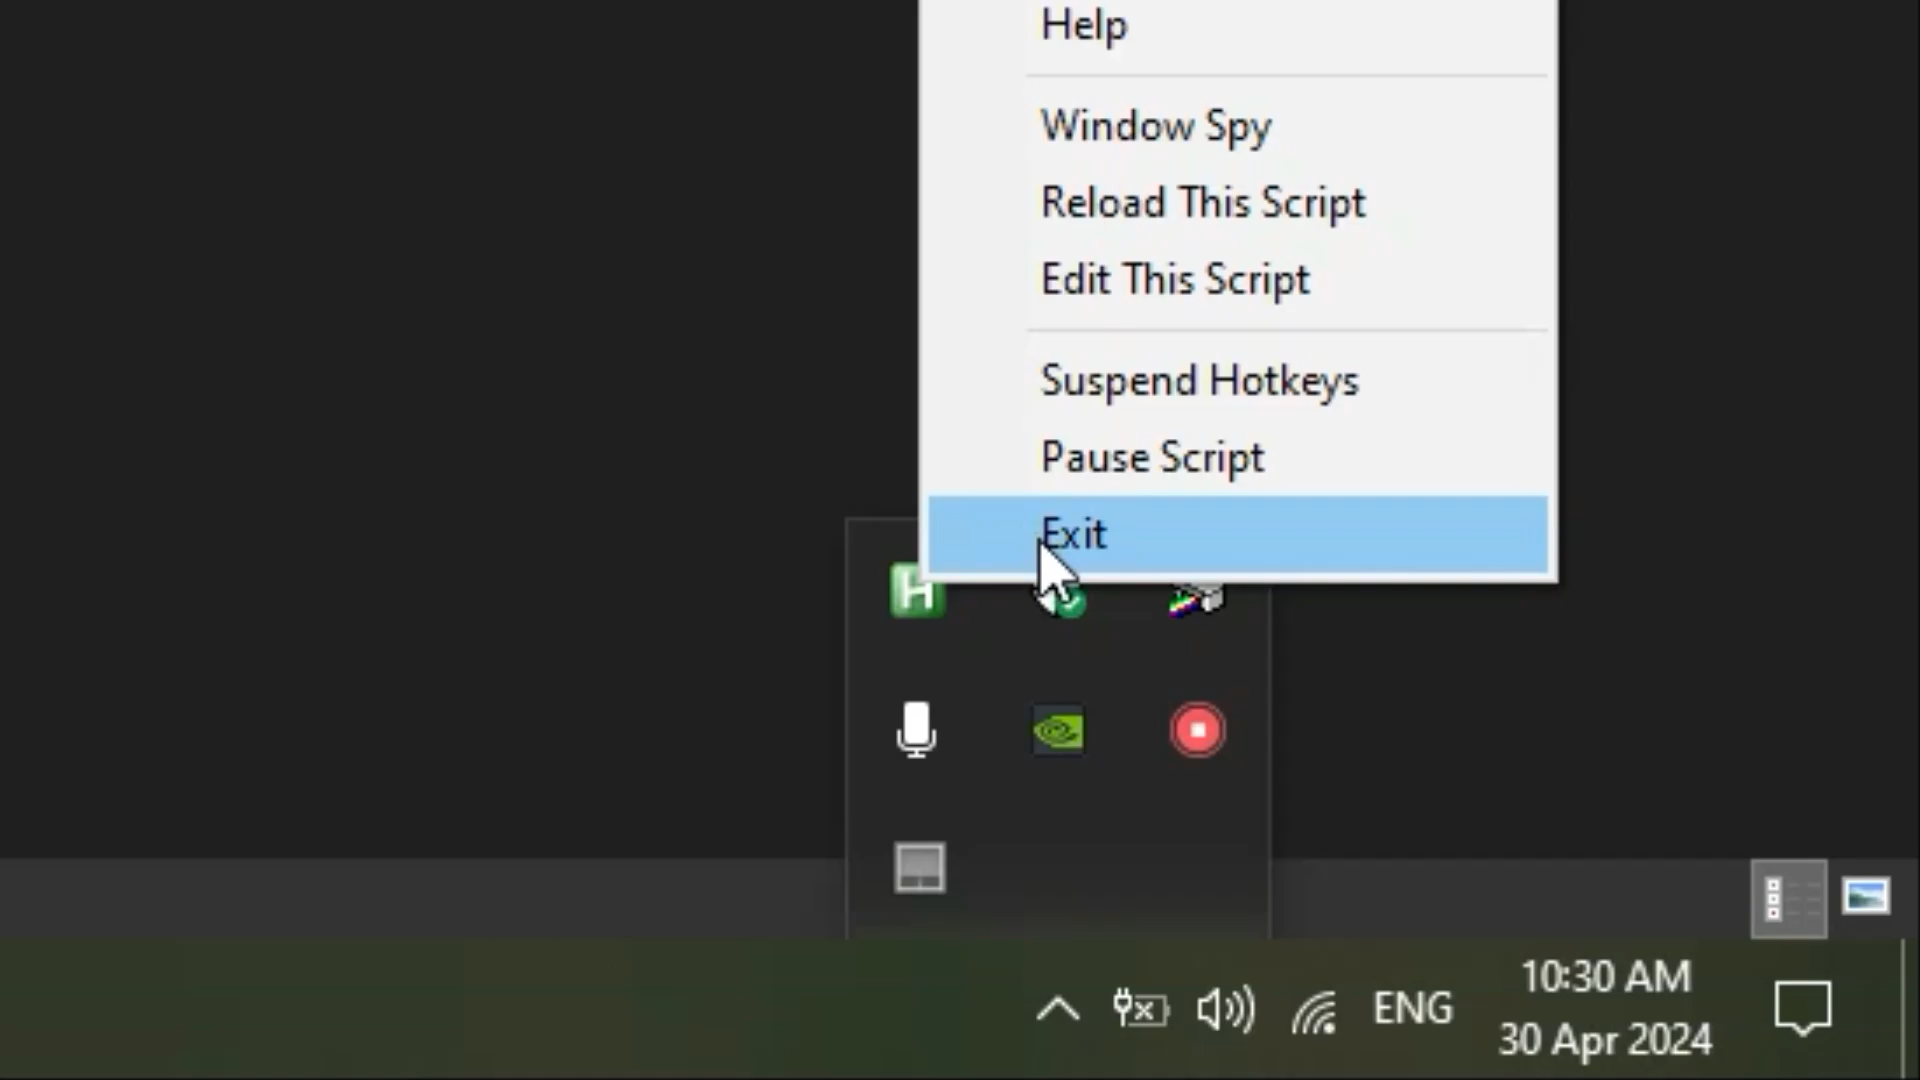 Help
Window Spy
Reload This Script
Edit This Script
Suspend Hotkeys
Pause Script
Exit
H
ENG
10:30 AM
30 Apr 2024